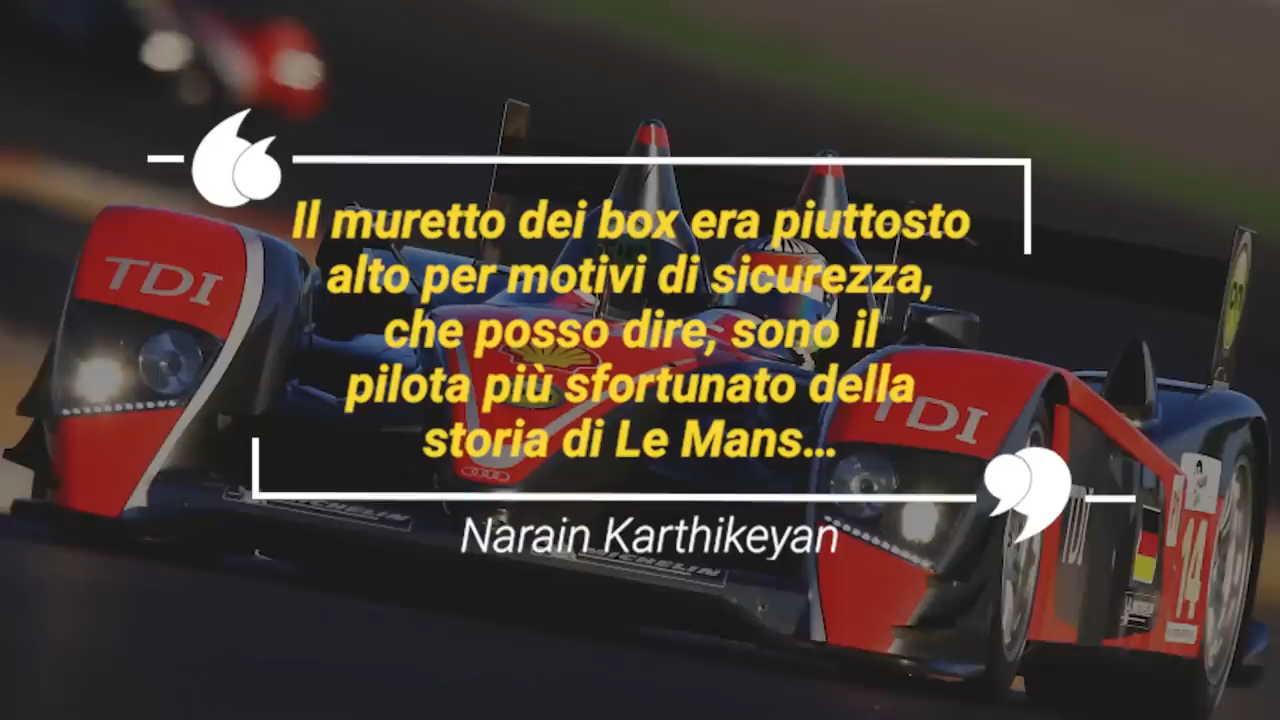 Il muretto dei box era piuttosto
alto per motivi di sicurezza,
che posso dire, sono il
pilota più sfortunato della
storia di Le Mans...
Narain Karthikeyan
TDI
TDI
TDI
14
MICHELIN
MICHELIN